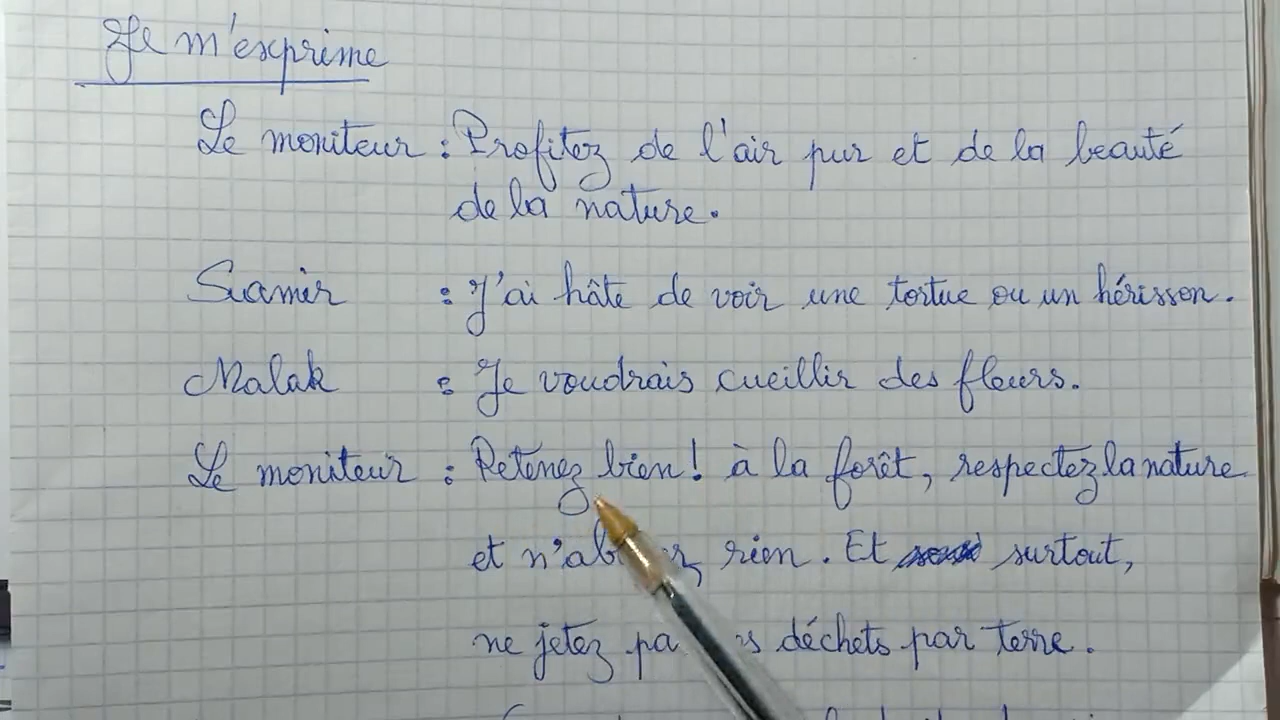 Je m'exprime
Le moniteur : Profitez de l'air pur et de la beauté
de la nature.
Samir : J'ai hâte de voir une tortue ou un hérisson.
Malak : Je voudrais cueillir des fleurs.
Le moniteur : Retenez bien! à la forêt, respectez la nature
et rien. Et surtout,
ne jetez déchets par terre.